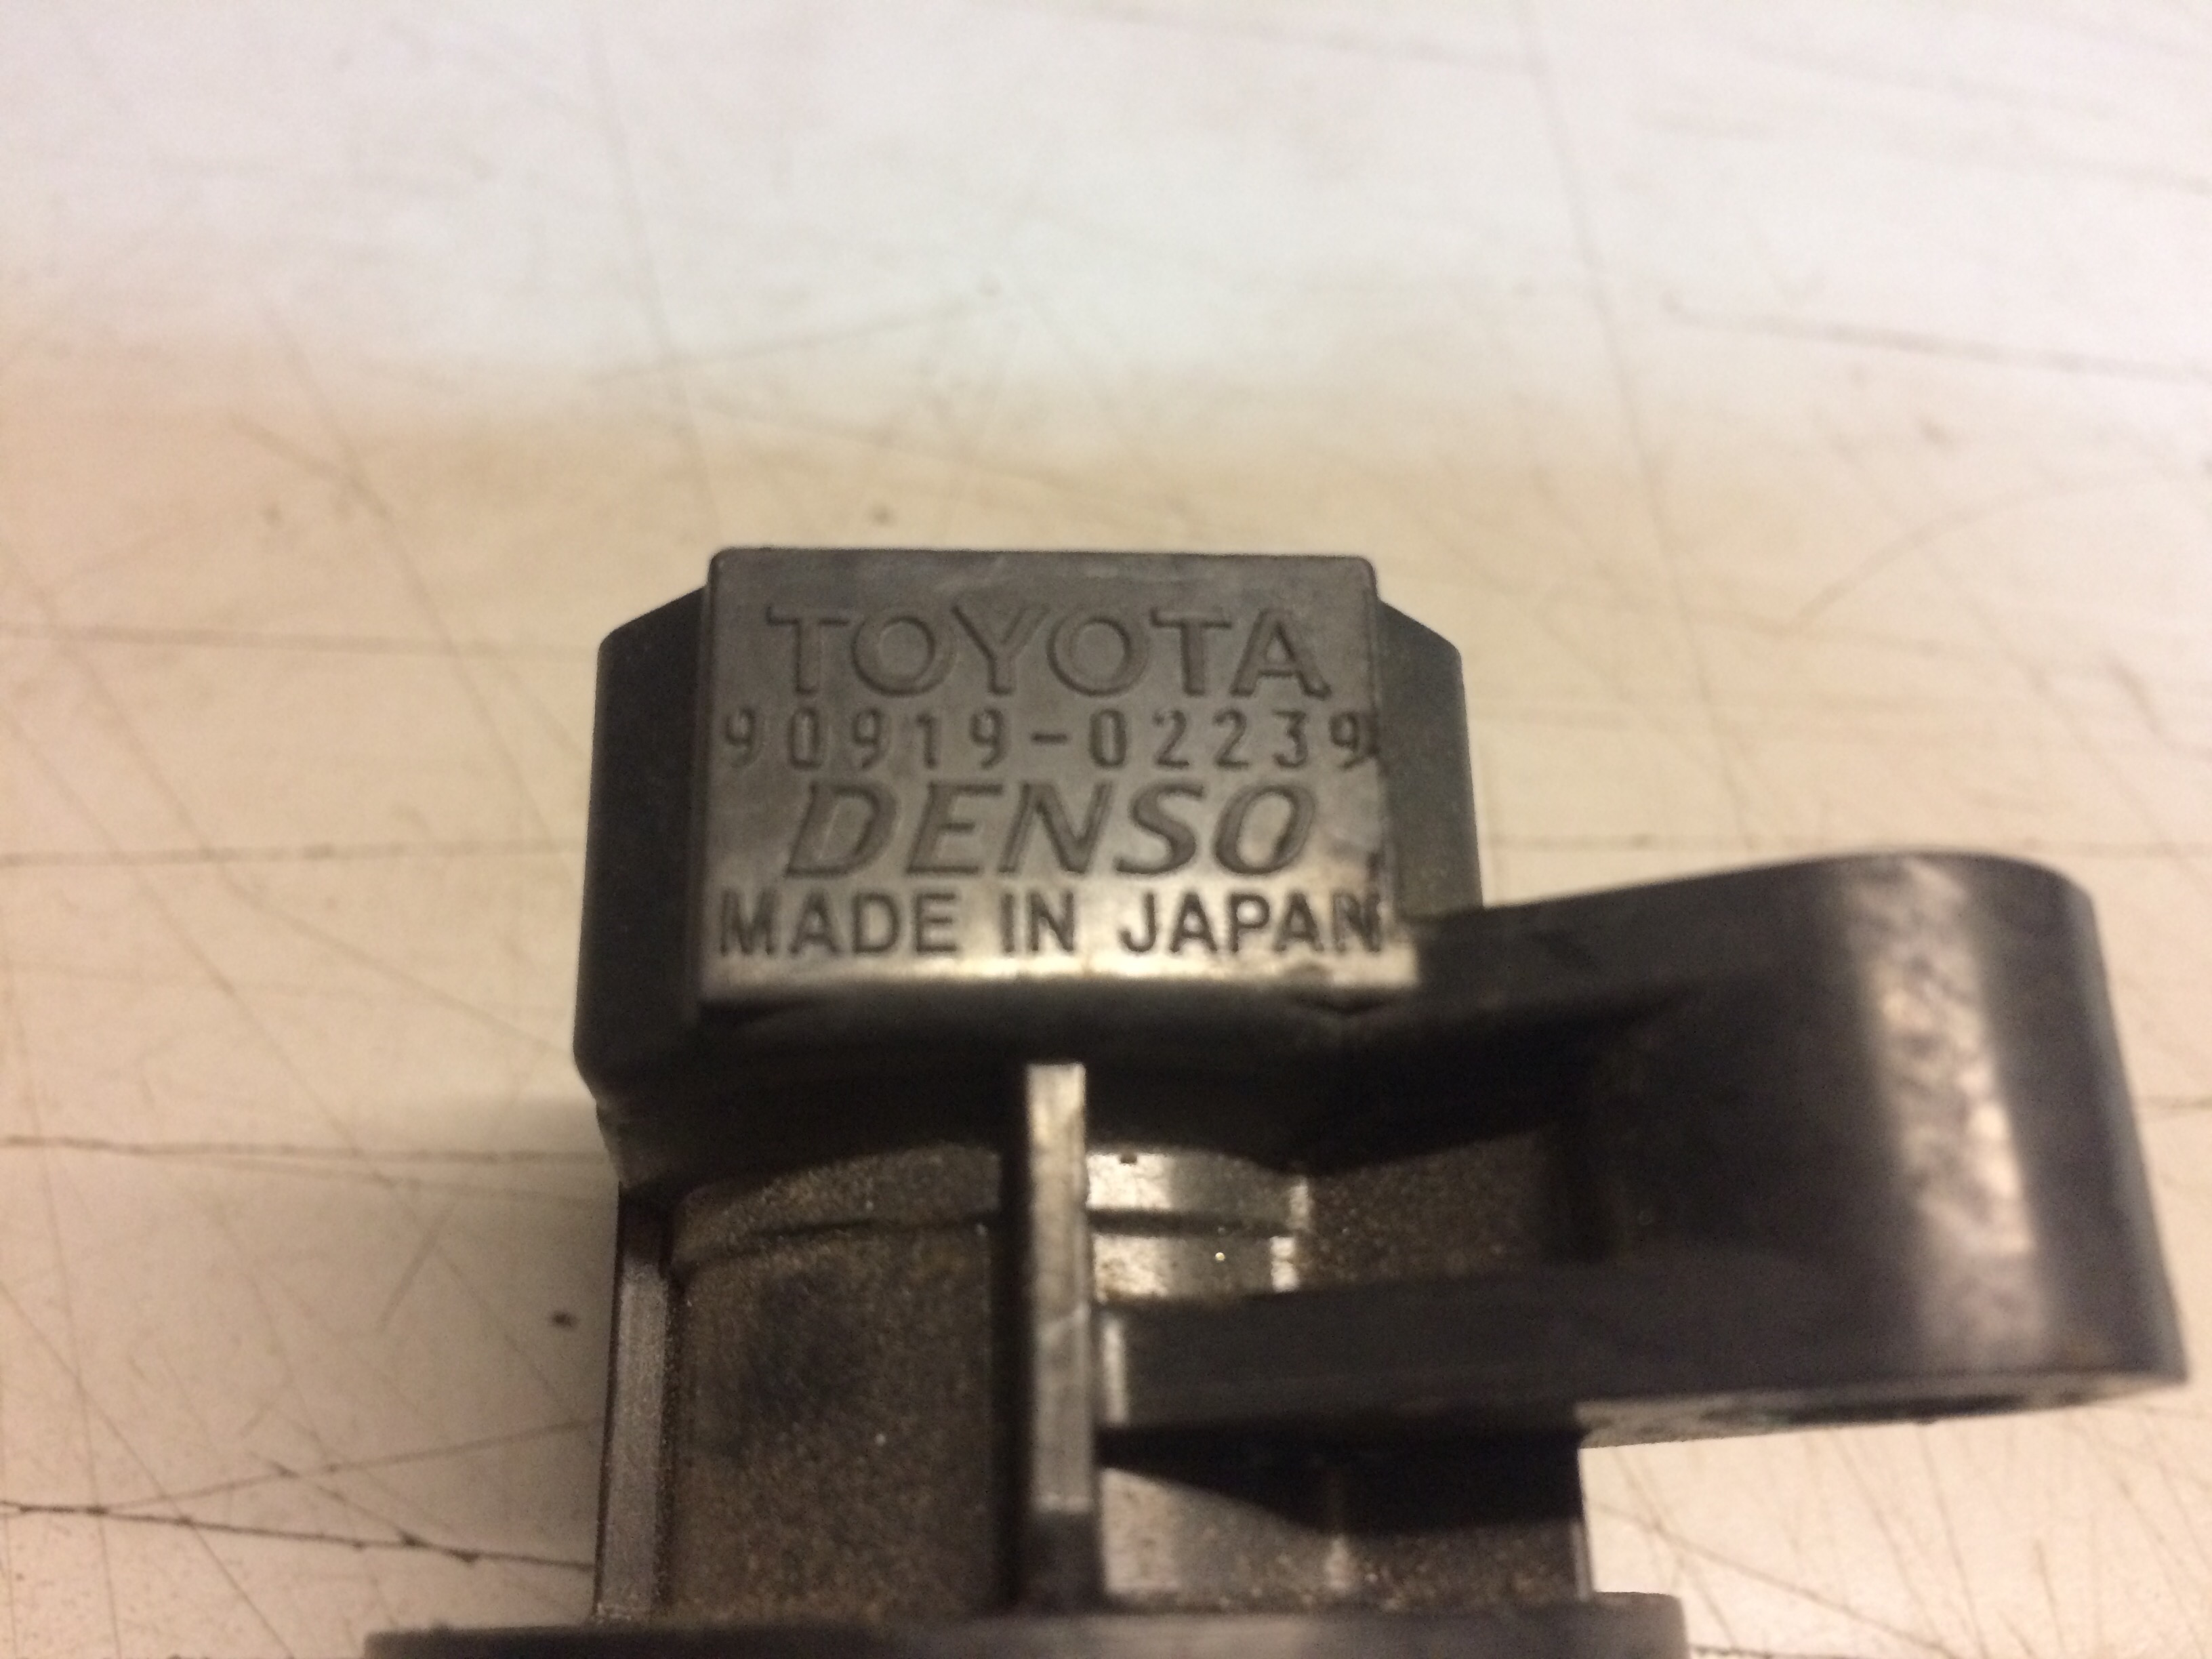 TOYOTA
90919-02239
DENSO
MADE IN JAPAN